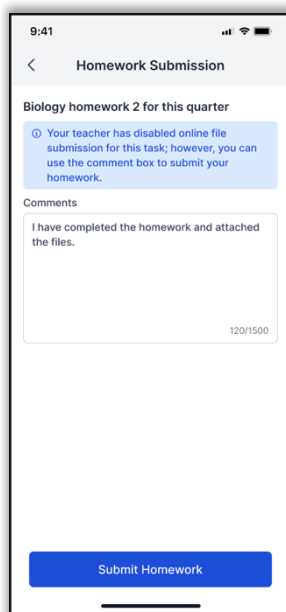 9:41
Homework Submission
Biology homework 2 for this quarter
Your teacher has disabled online file
submission for this task; however, you can
use the comment box to submit your
homework.
Comments
I have completed the homework and attached
the files.
120/1500
Submit Homework